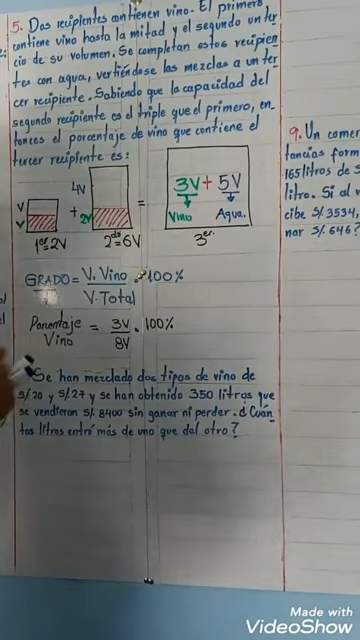 5. Dos recipientes contienen vino. El primero
contiene vino hasta la mitad y el segundo un ter
cio de su volumen. Se completan estos recipien
tes con agua, vertiéndose las mezclas a un ter
cer recipiente. Sabiendo que la capacidad del
segundo recipiente es el triple que el primero, en
tonces el porcentaje de vino que contiene el
tercer recipiente es:
V
V
1er=2V
+
4V
2V
2do=6V
=
3V + 5V
Vino Agua.
3er.
GRADO = V. Vino / V. Total . 100%
Porcentaje Vino = 3V / 8V . 100%
Se han mezclado dos tipos de vino de
S/.20 y S/.27 y se han obtenido 350 litros que
se vendieron S/. 8400 sin ganar ni perder. ¿Cuán
tos litros entró más de uno que del otro?
9. Un comer
tancias form
165 litros de
litro. Si al v
cibe S/.3534,
nar S/. 646?
Made with
VideoShow